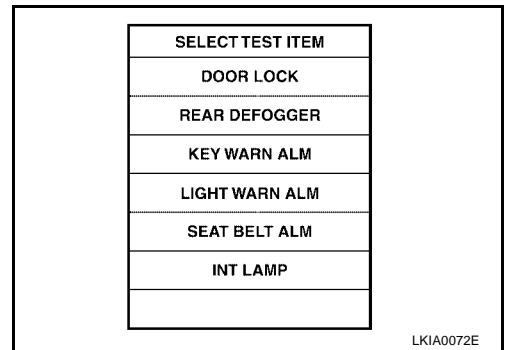 SELECT TEST ITEM
DOOR LOCK
REAR DEFOGGER
KEY WARN ALM
LIGHT WARN ALM
SEAT BELT ALM
INT LAMP
LKIA0072E